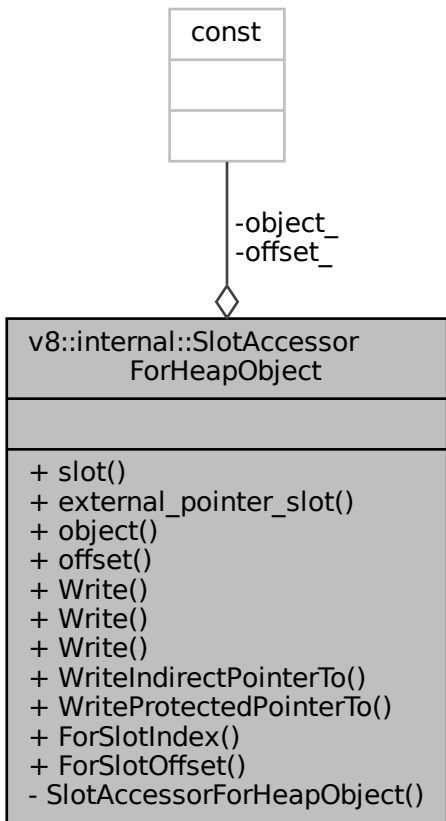 const
-object_
-offset_
v8::internal::SlotAccessor
ForHeapObject
+ slot()
+ external_pointer_slot()
+ object()
+ offset()
+ Write()
+ Write()
+ Write()
+ WriteIndirectPointerTo()
+ WriteProtectedPointerTo()
+ ForSlotIndex()
+ ForSlotOffset()
- SlotAccessorForHeapObject()